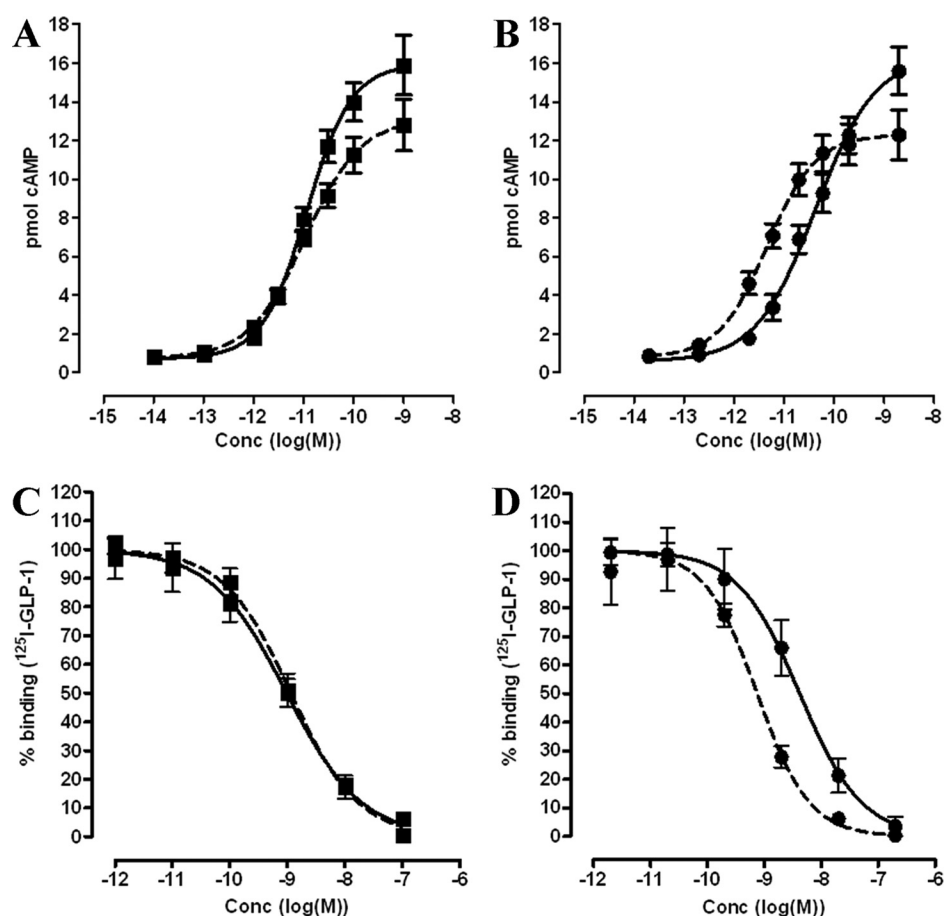 A
18
16
14
12
10
8
6
4
2
0
pmol cAMP
-15 -14 -13 -12 -11 -10 -9 -8
Conc (log(M))
B
18
16
14
12
10
8
6
4
2
0
pmol cAMP
-15 -14 -13 -12 -11 -10 -9 -8
Conc (log(M))
C
120
110
100
90
80
70
60
50
40
30
20
10
0
% binding (¹²⁵I-GLP-1)
-12 -11 -10 -9 -8 -7 -6
Conc (log(M))
D
120
110
100
90
80
70
60
50
40
30
20
10
0
% binding (¹²⁵I-GLP-1)
-12 -11 -10 -9 -8 -7 -6
Conc (log(M))